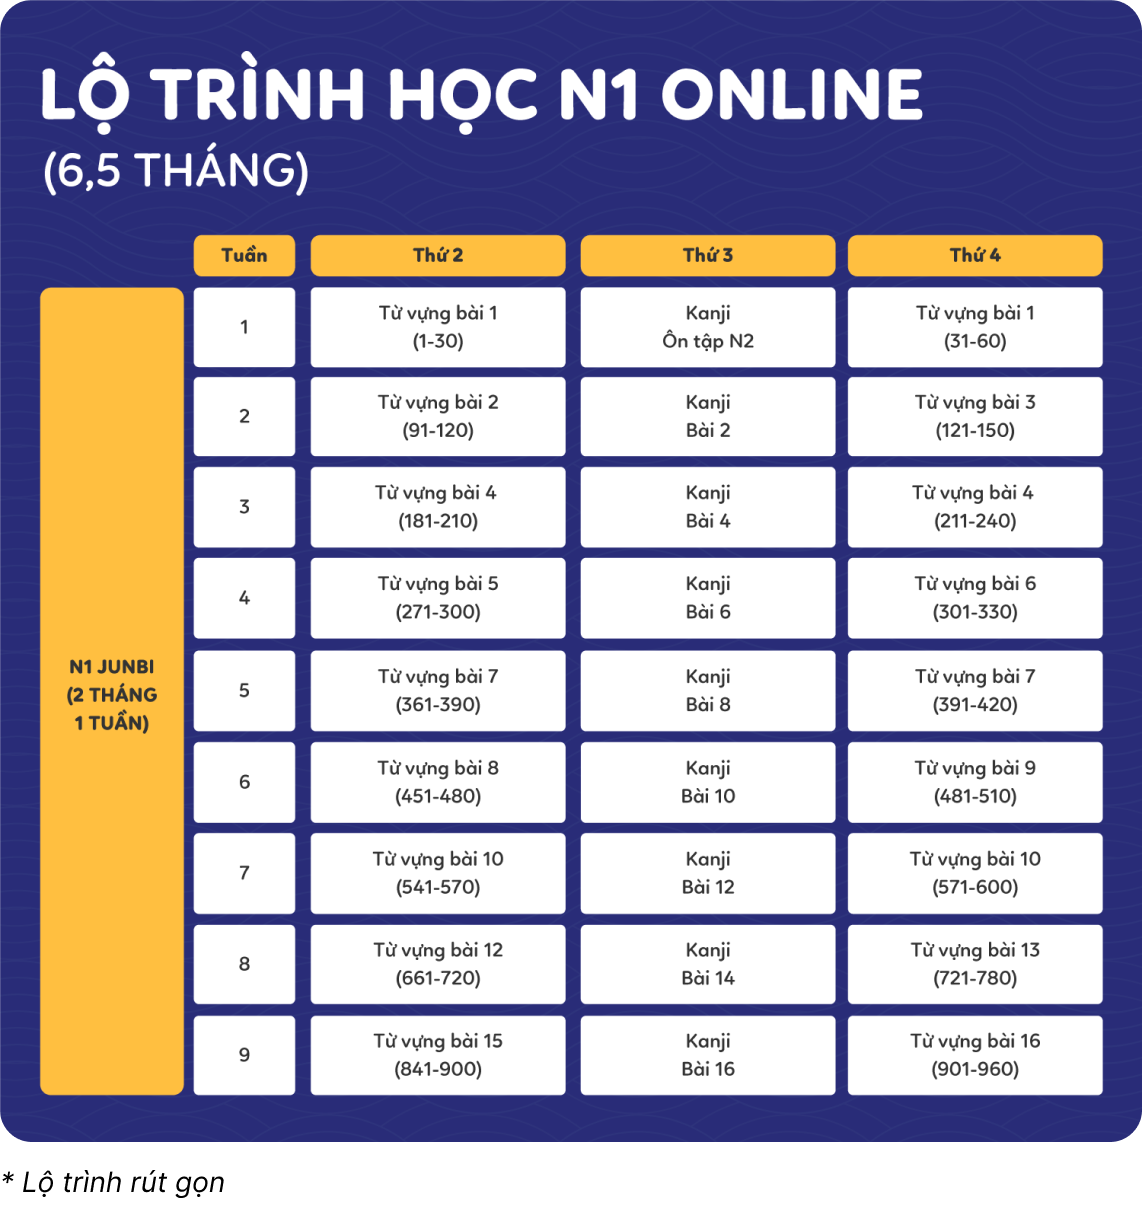 LỘ TRÌNH HỌC N1 ONLINE
(6,5 THÁNG)
Tuần Thứ 2 Thứ 3 Thứ 4
N1 JUNBI
(2 THÁNG
1 TUẦN)
1
Từ vựng bài 1
(1-30)
Kanji
Ôn tập N2
Từ vựng bài 1
(31-60)
2
Từ vựng bài 2
(91-120)
Kanji
Bài 2
Từ vựng bài 3
(121-150)
3
Từ vựng bài 4
(181-210)
Kanji
Bài 4
Từ vựng bài 4
(211-240)
4
Từ vựng bài 5
(271-300)
Kanji
Bài 6
Từ vựng bài 6
(301-330)
5
Từ vựng bài 7
(361-390)
Kanji
Bài 8
Từ vựng bài 7
(391-420)
6
Từ vựng bài 8
(451-480)
Kanji
Bài 10
Từ vựng bài 9
(481-510)
7
Từ vựng bài 10
(541-570)
Kanji
Bài 12
Từ vựng bài 10
(571-600)
8
Từ vựng bài 12
(661-720)
Kanji
Bài 14
Từ vựng bài 13
(721-780)
9
Từ vựng bài 15
(841-900)
Kanji
Bài 16
Từ vựng bài 16
(901-960)
* Lộ trình rút gọn